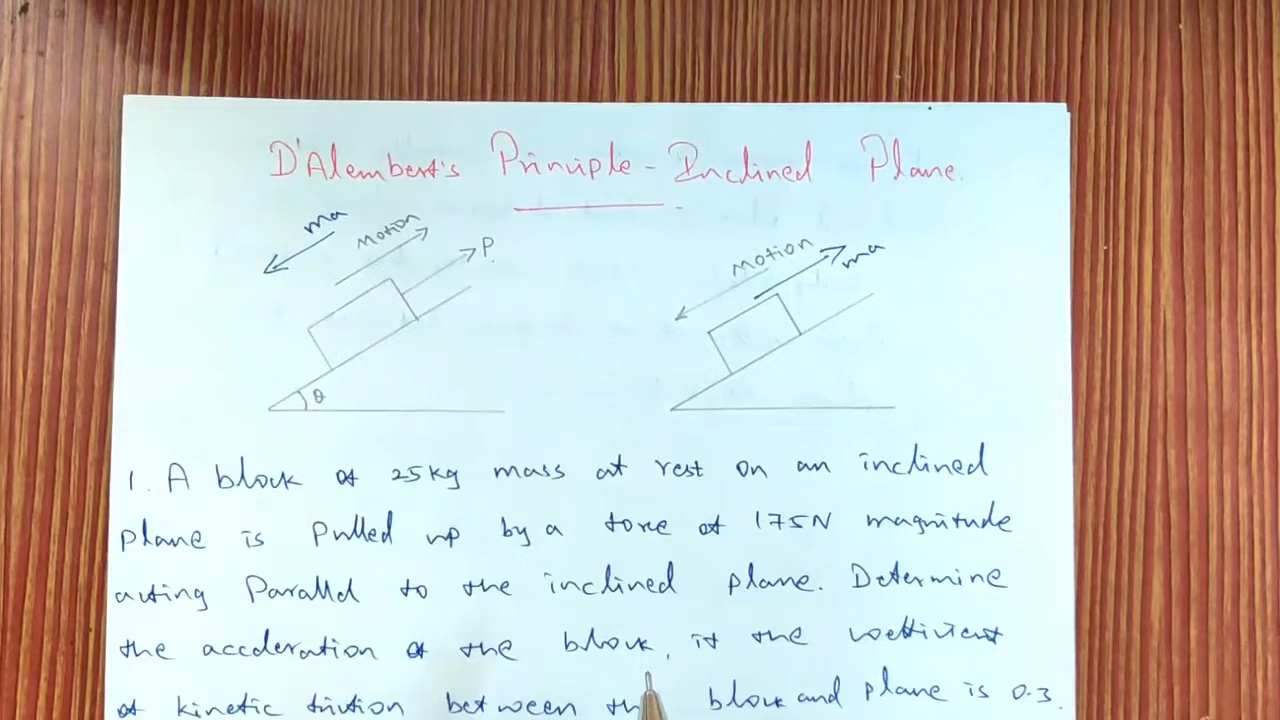 D'Alembert's Principle - Inclined Plane.
ma
Motion
P.
θ
Motion
ma
1. A block of 25kg mass at rest on an inclined
plane is pulled up by a force of 175N magnitude
acting Parallel to the inclined plane. Determine
the acceleration of the block, if the coefficient
of kinetic friction between the block and plane is 0.3.